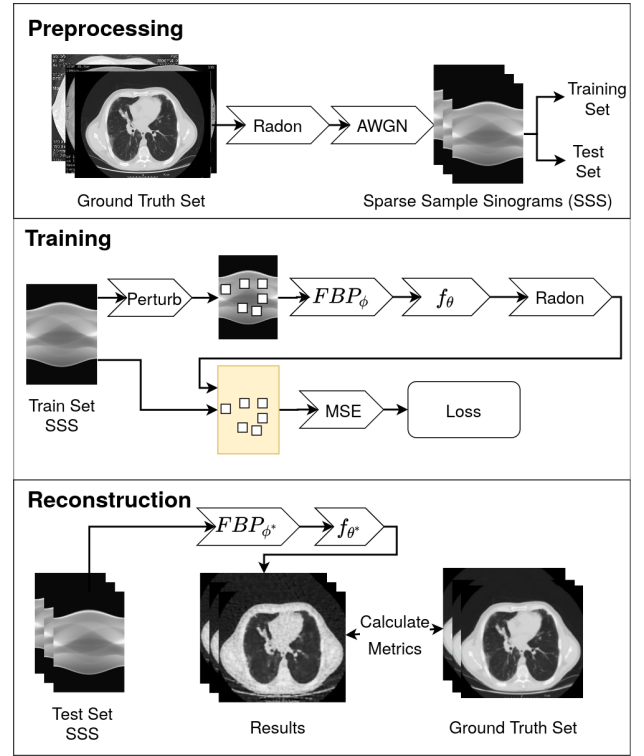 Preprocessing
Radon
AWGN
Training
Set
Test
Set
Ground Truth Set
Sparse Sample Sinograms (SSS)
Training
Perturb
FBP_ϕ
f_θ
Radon
Train Set
SSS
MSE
Loss
Reconstruction
FBP_ϕ*
f_θ*
Calculate
Metrics
Test Set
SSS
Results
Ground Truth Set